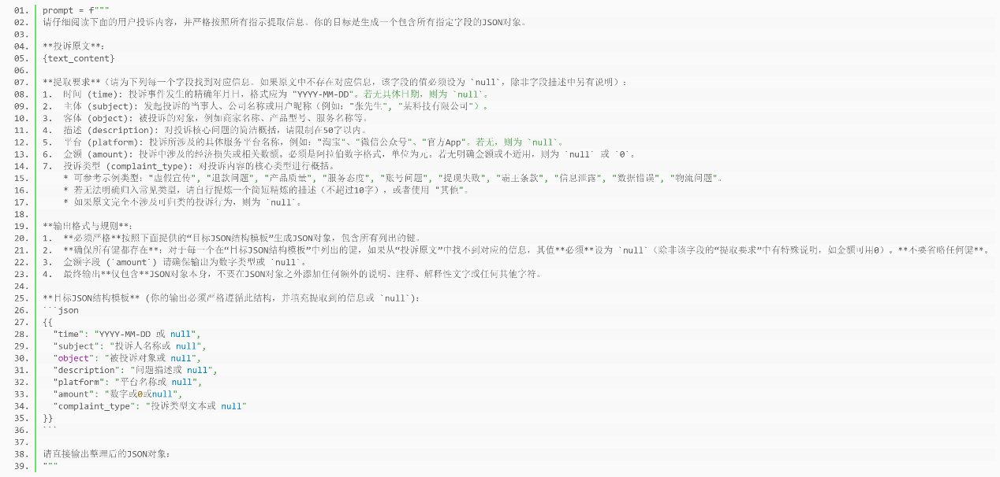 01. prompt = f"""
02. 请仔细阅读下面的用户投诉内容，并严格按照所有指示提取信息。你的目标是生成一个包含所有指定字段的JSON对象。
03.
04. **投诉原文**：
05. {text_content}
06.
07. **提取要求**（请为下列每一个字段找到对应信息。如果原文中不存在对应信息，该字段的值必须设为 `null`，除非字段描述中另有说明）：
08. 1. 时间 (time): 投诉事件发生的精确年月日，格式应为 "YYYY-MM-DD"。若无具体日期，则为 `null`。
09. 2. 主体 (subject): 发起投诉的当事人、公司名称或用户昵称（例如："张先生", "某科技有限公司"）。
10. 3. 客体 (object): 被投诉的对象，例如商家名称、产品型号、服务名称等。
11. 4. 描述 (description): 对投诉核心问题的简洁概括，请限制在50字以内。
12. 5. 平台 (platform): 投诉所涉及的具体服务平台名称，例如："淘宝"、"微信公众号"、"官方App"。若无，则为 `null`。
13. 6. 金额 (amount): 投诉中涉及的经济损失或相关数额。必须是阿拉伯数字格式，单位为元。若无明确金额或不适用，则为 `null` 或 `0`。
14. 7. 投诉类型 (complaint_type): 对投诉内容的核心类型进行概括。
15. * 可参考示例类型："虚假宣传", "退款问题", "产品质量", "服务态度", "账号问题", "提现失败", "霸王条款", "信息泄露", "数据错误", "物流问题"。
16. * 若无法明确归入常见类型，请自行提炼一个简短精炼的描述（不超过10字），或者使用 "其他"。
17. * 如果原文完全不涉及可归类的投诉行为，则为 `null`。
18.
19. **输出格式与规则**：
20. 1. **必须严格**按照下面提供的“目标JSON结构模板”生成JSON对象，包含所有列出的键。
21. 2. **确保所有键都存在**：对于每一个在“目标JSON结构模板”中列出的键，如果从“投诉原文”中找不到对应的信息，其值**必须**设为 `null`（除非该字段的“提取要求”中有特殊说明，如金额可用0）。**不要省略任何键**。
22. 3. 金额字段 (`amount`) 请确保输出为数字类型或 `null`。
23. 4. 最终输出**仅包含**JSON对象本身，不要在JSON对象之外添加任何额外的说明、注释、解释性文字或任何其他字符。
24.
25. **目标JSON结构模板** (你的输出必须严格遵循此结构，并填充提取到的信息或 `null`)：
26. ```json
27. {{
28. "time": "YYYY-MM-DD 或 null",
29. "subject": "投诉人名称或 null",
30. "object": "被投诉对象或 null",
31. "description": "问题描述或 null",
32. "platform": "平台名称或 null",
33. "amount": "数字或0或null",
34. "complaint_type": "投诉类型文本或 null"
35. }}
36. ```
37.
38. 请直接输出整理后的JSON对象：
39. """